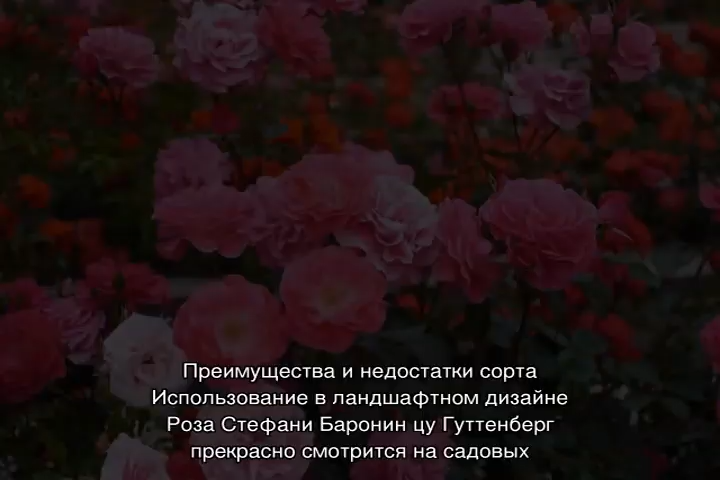 Преимущества и недостатки сорта
Использование в ландшафтном дизайне
Роза Стефани Баронин цу Гуттенберг
прекрасно смотрится на садовых